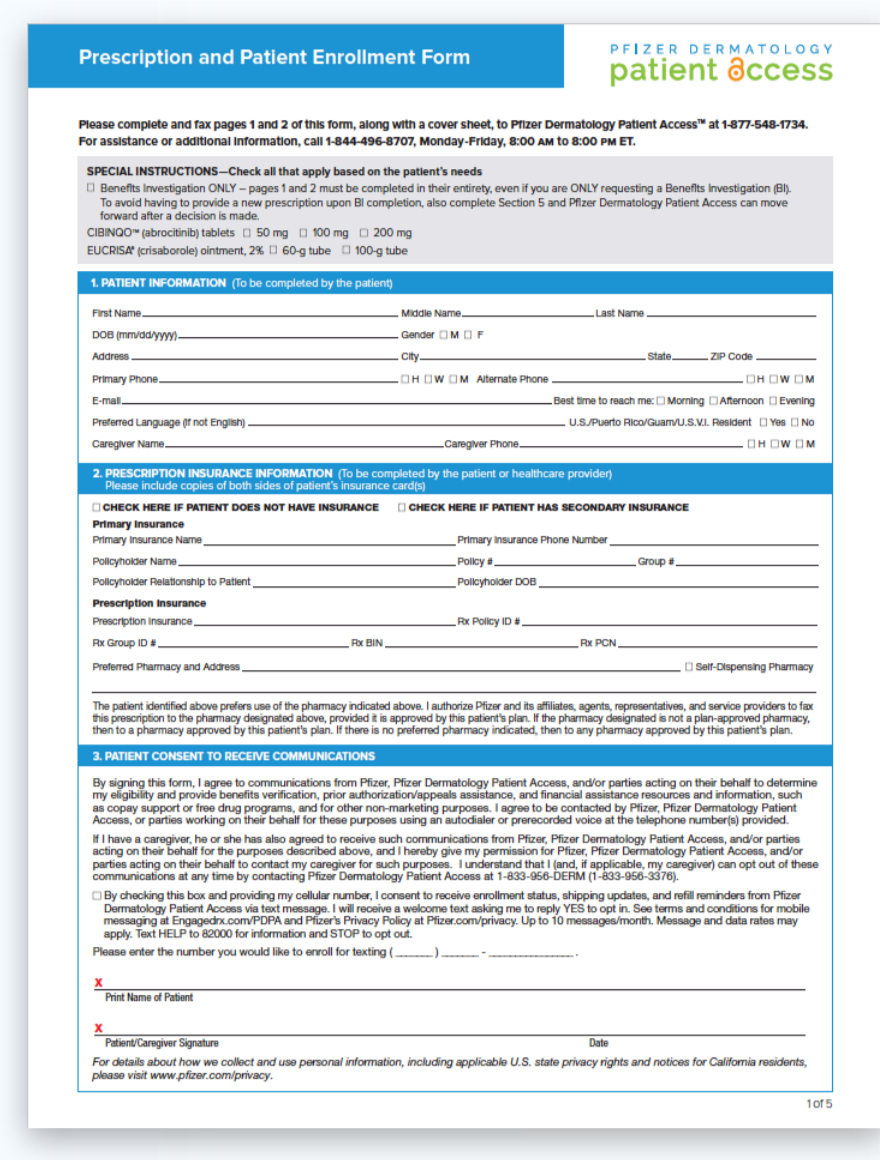 Prescription and Patient Enrollment Form
PFIZER DERMATOLOGY
patient access
Please complete and fax pages 1 and 2 of this form, along with a cover sheet, to Pfizer Dermatology Patient Access™ at 1-877-548-1734.
For assistance or additional information, call 1-844-496-8707, Monday-Friday, 8:00 AM to 8:00 PM ET.
SPECIAL INSTRUCTIONS—Check all that apply based on the patient's needs
☐ Benefits Investigation ONLY – pages 1 and 2 must be completed in their entirety, even if you are ONLY requesting a Benefits Investigation (BI).
To avoid having to provide a new prescription upon BI completion, also complete Section 5 and Pfizer Dermatology Patient Access can move
forward after a decision is made.
CIBINQO™ (abrocitinib) tablets ☐ 50 mg ☐ 100 mg ☐ 200 mg
EUCRISA® (crisaborole) ointment, 2% ☐ 60-g tube ☐ 100-g tube
1. PATIENT INFORMATION (To be completed by the patient)
First Name Middle Name Last Name
DOB (mm/dd/yyyy) Gender ☐ M ☐ F
Address City State ZIP Code
Primary Phone ☐ H ☐ W ☐ M Alternate Phone ☐ H ☐ W ☐ M
E-mail Best time to reach me: ☐ Morning ☐ Afternoon ☐ Evening
Preferred Language (if not English) U.S./Puerto Rico/Guam/U.S.V.I. Resident ☐ Yes ☐ No
Caregiver Name Caregiver Phone ☐ H ☐ W ☐ M
2. PRESCRIPTION INSURANCE INFORMATION (To be completed by the patient or healthcare provider)
Please include copies of both sides of patient's insurance card(s)
☐ CHECK HERE IF PATIENT DOES NOT HAVE INSURANCE ☐ CHECK HERE IF PATIENT HAS SECONDARY INSURANCE
Primary Insurance
Primary Insurance Name Primary Insurance Phone Number
Policyholder Name Policy # Group #
Policyholder Relationship to Patient Policyholder DOB
Prescription Insurance
Prescription Insurance Rx Policy ID #
Rx Group ID # Rx BIN Rx PCN
Preferred Pharmacy and Address ☐ Self-Dispensing Pharmacy
The patient identified above prefers use of the pharmacy indicated above. I authorize Pfizer and its affiliates, agents, representatives, and service providers to fax
this prescription to the pharmacy designated above, provided it is approved by this patient's plan. If the pharmacy designated is not a plan-approved pharmacy,
then to a pharmacy approved by this patient's plan. If there is no preferred pharmacy indicated, then to any pharmacy approved by this patient's plan.
3. PATIENT CONSENT TO RECEIVE COMMUNICATIONS
By signing this form, I agree to communications from Pfizer, Pfizer Dermatology Patient Access, and/or parties acting on their behalf to determine
my eligibility and provide benefits verification, prior authorization/appeals assistance, and financial assistance resources and information, such
as copay support or free drug programs, and for other non-marketing purposes. I agree to be contacted by Pfizer, Pfizer Dermatology Patient
Access, or parties working on their behalf for these purposes using an autodialer or prerecorded voice at the telephone number(s) provided.
If I have a caregiver, he or she has also agreed to receive such communications from Pfizer, Pfizer Dermatology Patient Access, and/or parties
acting on their behalf for the purposes described above, and I hereby give my permission for Pfizer, Pfizer Dermatology Patient Access, and/or
parties acting on their behalf to contact my caregiver for such purposes. I understand that I (and, if applicable, my caregiver) can opt out of these
communications at any time by contacting Pfizer Dermatology Patient Access at 1-833-956-DERM (1-833-956-3376).
☐ By checking this box and providing my cellular number, I consent to receive enrollment status, shipping updates, and refill reminders from Pfizer
Dermatology Patient Access via text message. I will receive a welcome text asking me to reply YES to opt in. See terms and conditions for mobile
messaging at Engagedrx.com/PDPA and Pfizer's Privacy Policy at Pfizer.com/privacy. Up to 10 messages/month. Message and data rates may
apply. Text HELP to 82000 for information and STOP to opt out.
Please enter the number you would like to enroll for texting ( ______ ) ______ - ______________ .
X
Print Name of Patient
X
Patient/Caregiver Signature Date
For details about how we collect and use personal information, including applicable U.S. state privacy rights and notices for California residents,
please visit www.pfizer.com/privacy.
1 of 5